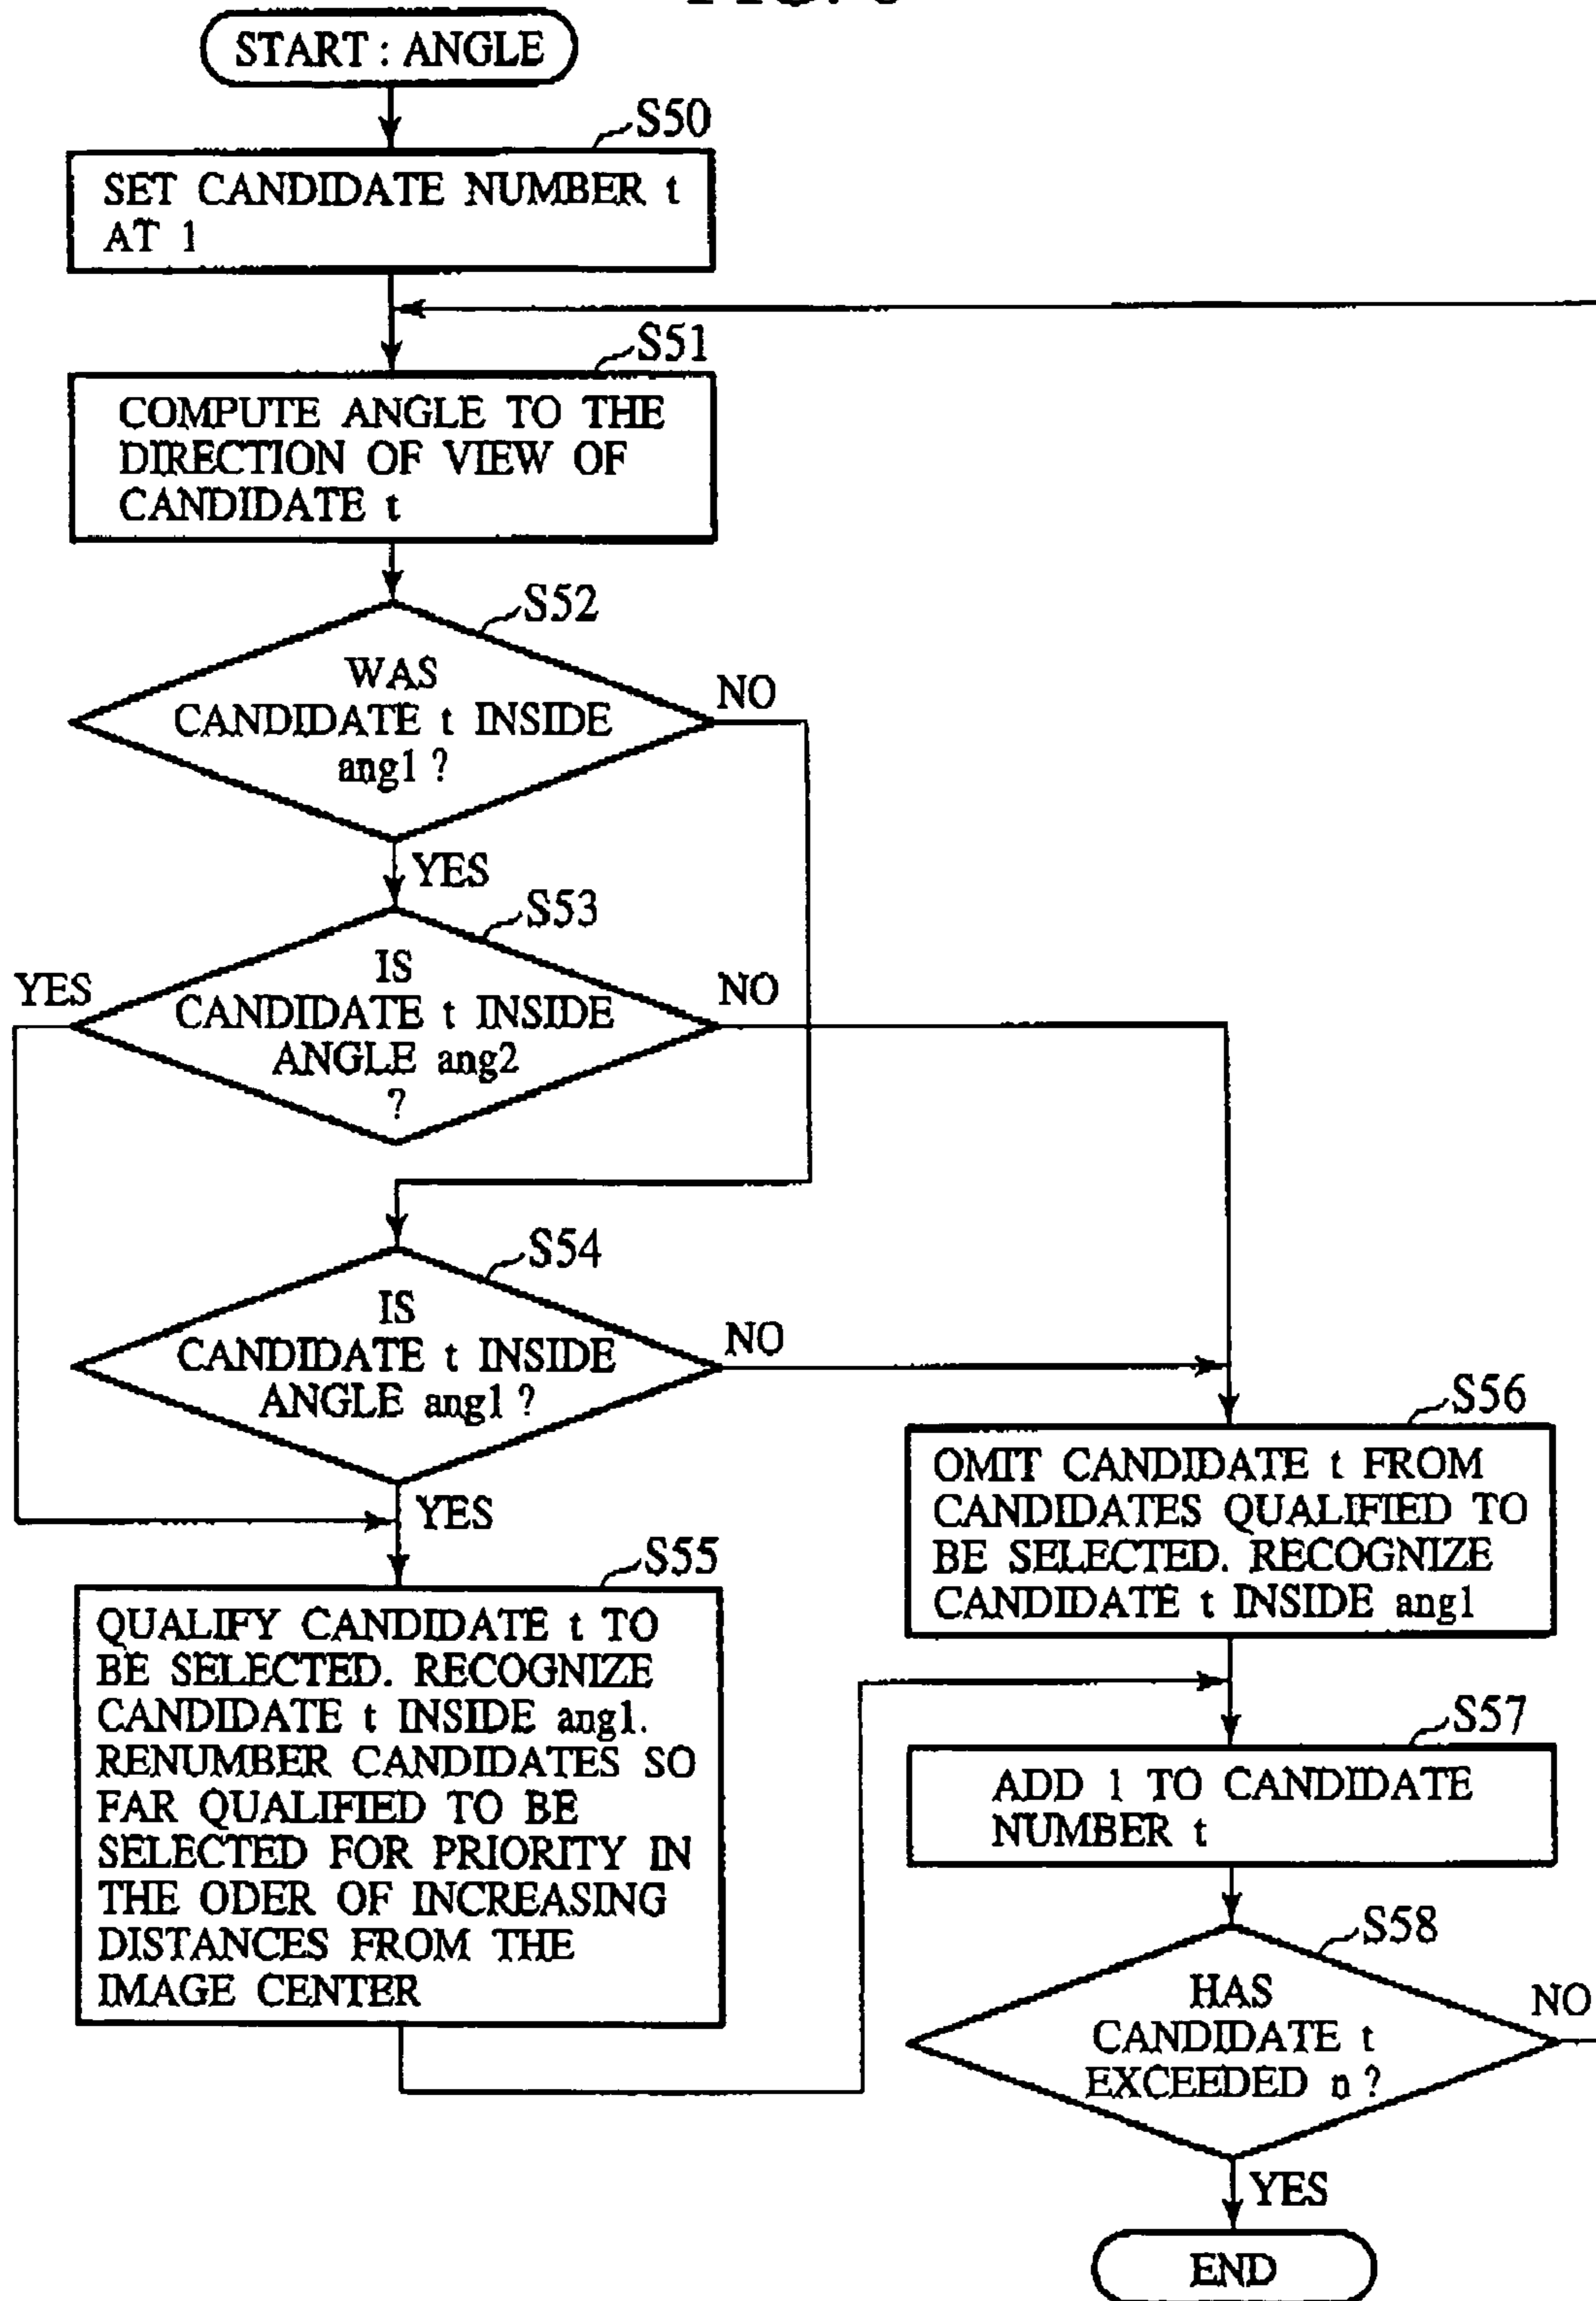 START : ANGLE
S50
SET CANDIDATE NUMBER t
AT 1
S51
COMPUTE ANGLE TO THE
DIRECTION OF VIEW OF
CANDIDATE t
S52
WAS
CANDIDATE t INSIDE
ang1 ?
NO
YES
S53
IS
CANDIDATE t INSIDE
ANGLE ang2
?
YES
NO
S54
IS
CANDIDATE t INSIDE
ANGLE ang1 ?
NO
YES
S55
QUALIFY CANDIDATE t TO
BE SELECTED. RECOGNIZE
CANDIDATE t INSIDE ang1.
RENUMBER CANDIDATES SO
FAR QUALIFIED TO BE
SELECTED FOR PRIORITY IN
THE ODER OF INCREASING
DISTANCES FROM THE
IMAGE CENTER
S56
OMIT CANDIDATE t FROM
CANDIDATES QUALIFIED TO
BE SELECTED. RECOGNIZE
CANDIDATE t INSIDE ang1
S57
ADD 1 TO CANDIDATE
NUMBER t
S58
HAS
CANDIDATE t
EXCEEDED n ?
NO
YES
END